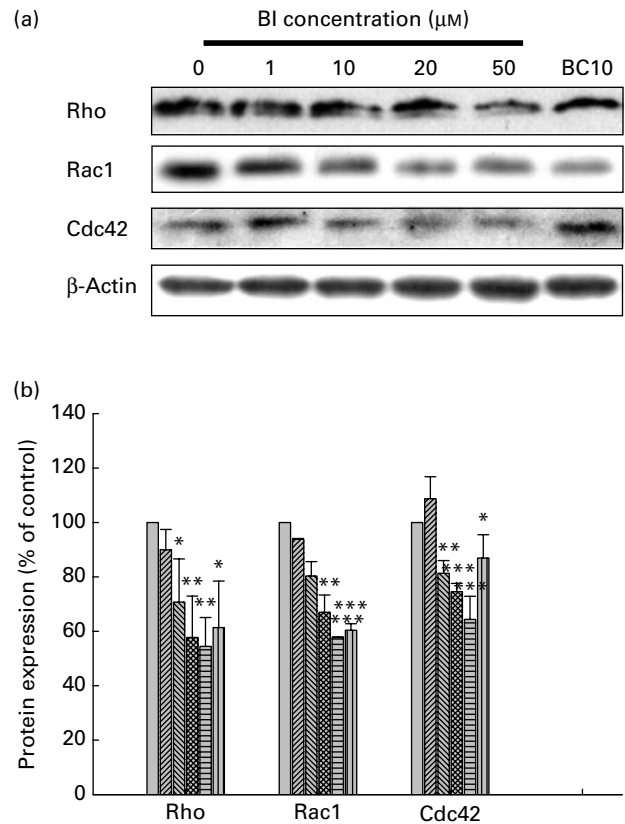 (a)
BI concentration (μM)
0 1 10 20 50 BC10
Rho
Rac1
Cdc42
β-Actin
(b)
Protein expression (% of control)
140
120
100
80
60
40
20
0
*
**
**
*
**
***
***
**
***
***
*
Rho Rac1 Cdc42